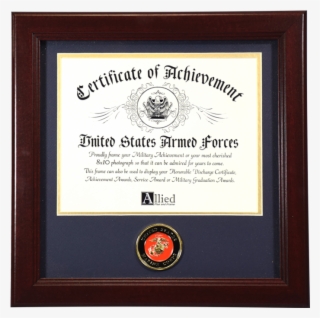 Certificate of Achievement
United States Armed Forces
Proudly frame your Military Achievement or your most cherished
8x10 photograph so that it can be admired for years to come.
This frame can also be used to display your Honorable Discharge Certificate,
Achievement Awards, Service Award or Military Graduation Awards.
Allied